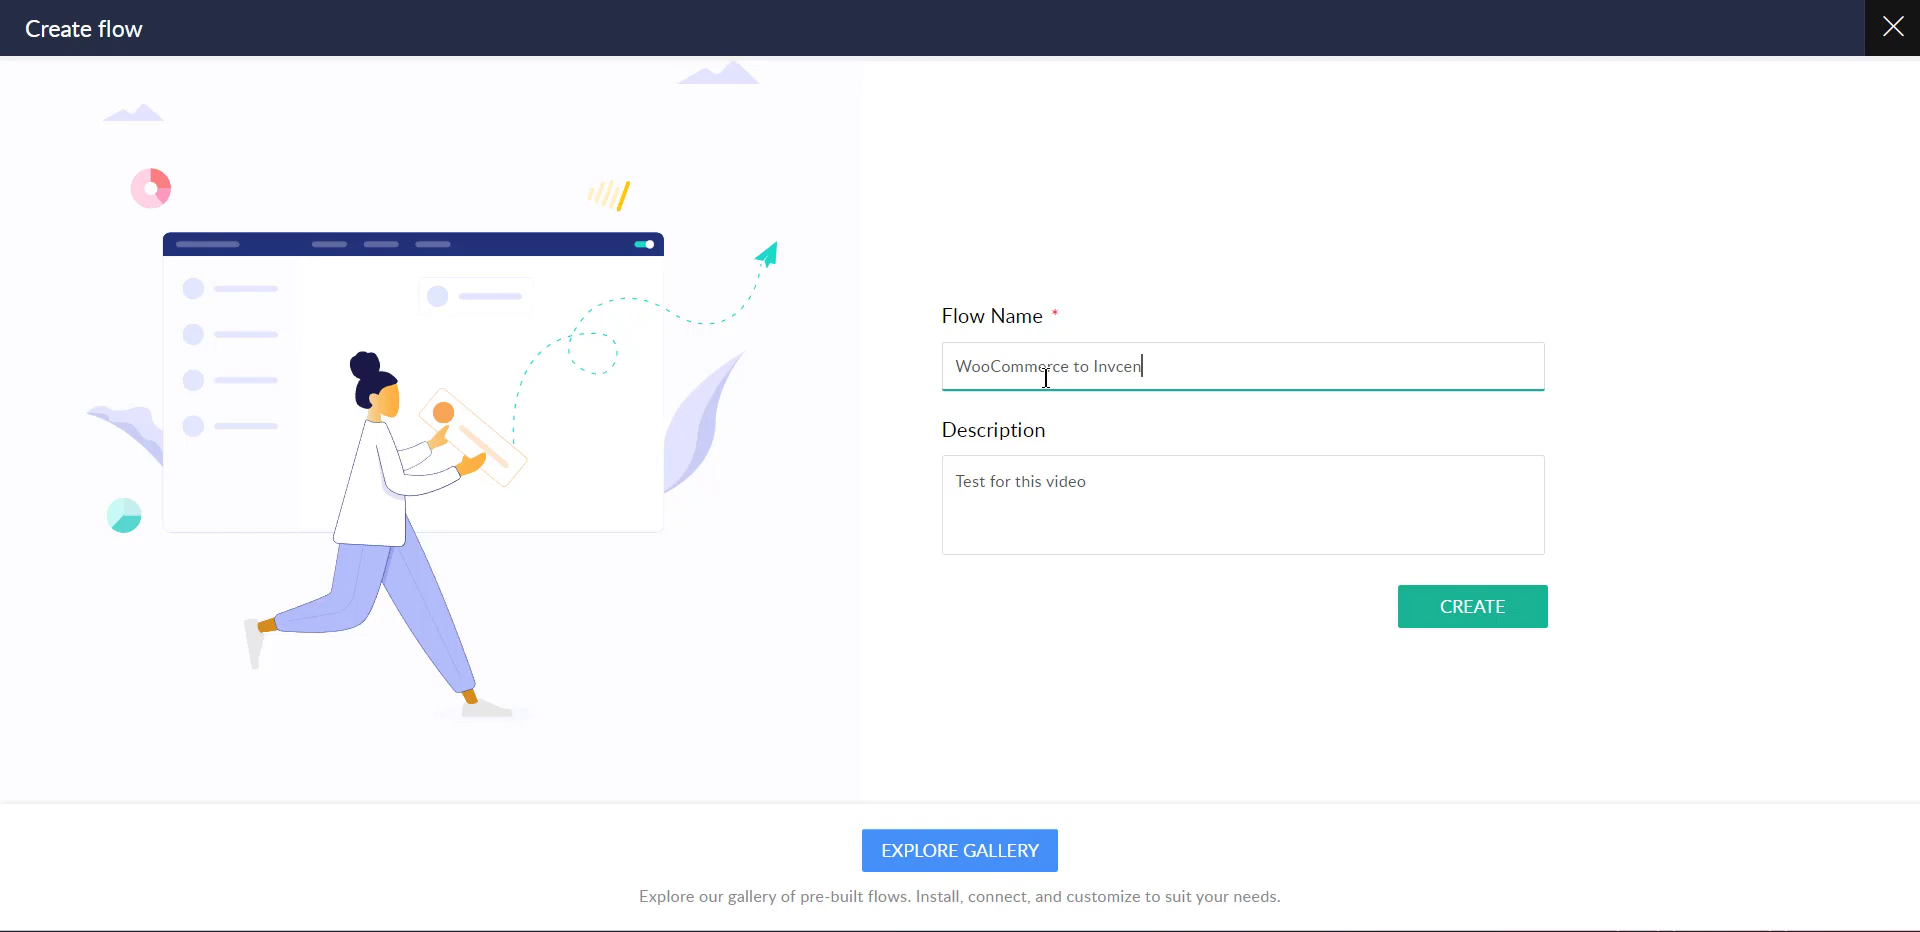 Create flow
Flow Name *
WooCommerce to Invcen
Description
Test for this video
CREATE
EXPLORE GALLERY
Explore our gallery of pre-built flows. Install, connect, and customize to suit your needs.